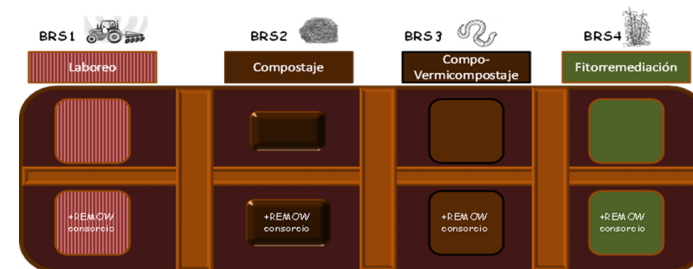 BRS1
BRS2
BRS3
BRS4
Laboreo
Compostaje
Compo-
Vermicompostaje
Fitorremediación
+REMOW
consorcio
+REMOW
consorcio
+REMOW
consorcio
+REMOW
consorcio